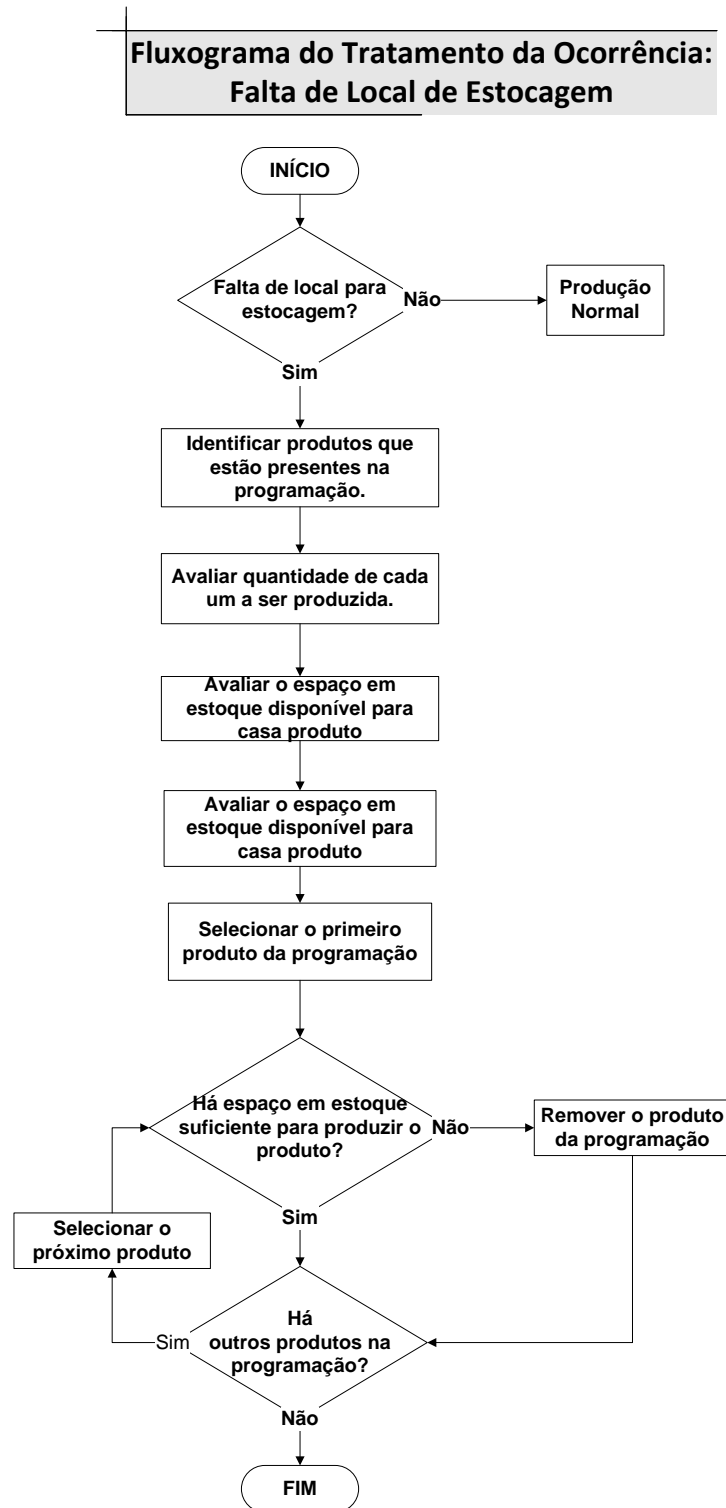 Fluxograma do Tratamento da Ocorrência:
Falta de Local de Estocagem
INÍCIO
Falta de local para
estocagem?
Não
Produção
Normal
Sim
Identificar produtos que
estão presentes na
programação.
Avaliar quantidade de cada
um a ser produzida.
Avaliar o espaço em
estoque disponível para
casa produto
Avaliar o espaço em
estoque disponível para
casa produto
Selecionar o primeiro
produto da programação
Há espaço em estoque
suficiente para produzir o
produto?
Não
Remover o produto
da programação
Sim
Selecionar o
próximo produto
Há
outros produtos na
programação?
Sim
Não
FIM